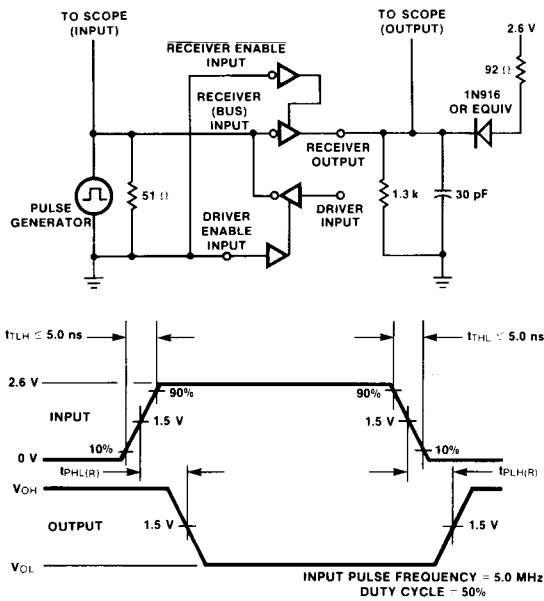 TO SCOPE
(INPUT)
TO SCOPE
(OUTPUT)
2.6 V
RECEIVER ENABLE
INPUT
92 Ω
RECEIVER
(BUS)
INPUT
1N916
OR EQUIV
RECEIVER
OUTPUT
51 Ω
1.3 k
30 pF
PULSE
GENERATOR
DRIVER
ENABLE
INPUT
DRIVER
INPUT
tTLH ≤ 5.0 ns
tTHL ≤ 5.0 ns
2.6 V
90%
90%
INPUT
1.5 V
1.5 V
10%
10%
0 V
tPHL(R)
tPLH(R)
VOH
OUTPUT
1.5 V
1.5 V
VOL
INPUT PULSE FREQUENCY = 5.0 MHz
DUTY CYCLE = 50%